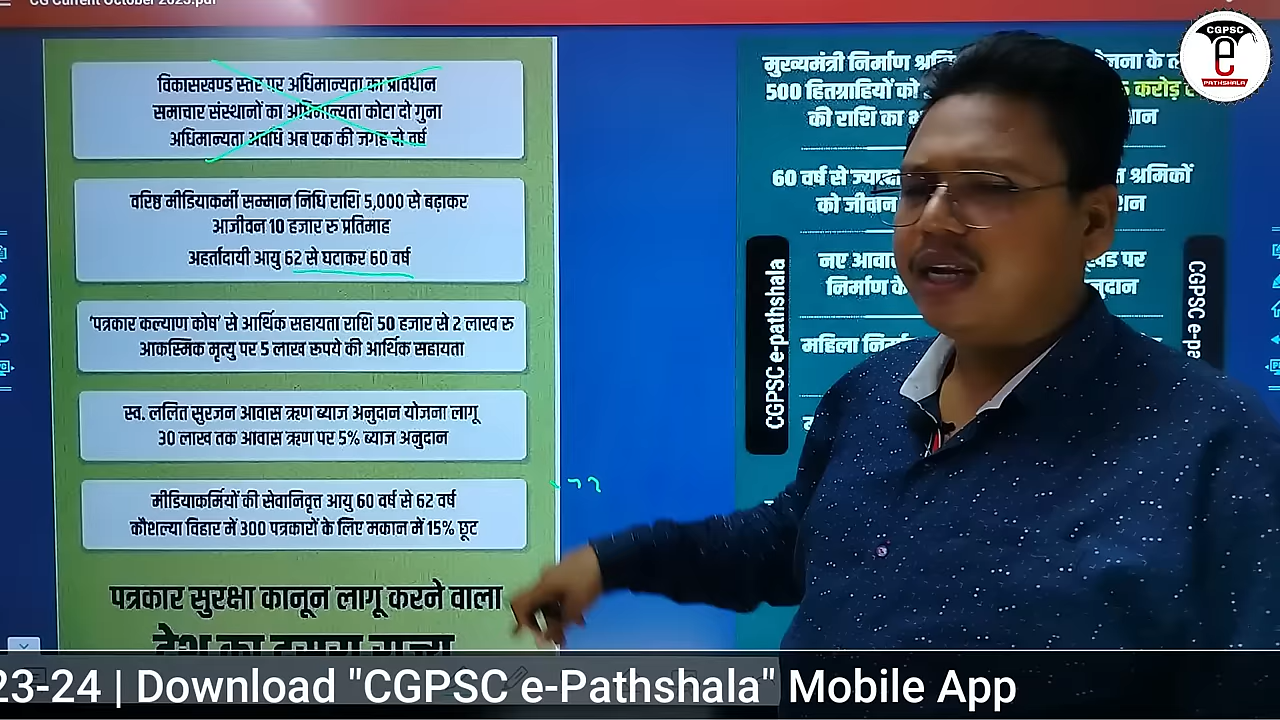 CG Current October 2023.pdf
CGPSC
e
PATHSHALA
विकासखण्ड स्तर पर अधिमान्यता का प्रावधान
समाचार संस्थानों का अधिमान्यता कोटा दो गुना
अधिमान्यता अवधि अब एक की जगह दो वर्ष
वरिष्ठ मीडियाकर्मी सम्मान निधि राशि 5,000 से बढ़ाकर
आजीवन 10 हजार रु प्रतिमाह
अहर्तादायी आयु 62 से घटाकर 60 वर्ष
'पत्रकार कल्याण कोष' से आर्थिक सहायता राशि 50 हजार से 2 लाख रु
आकस्मिक मृत्यु पर 5 लाख रूपये की आर्थिक सहायता
स्व. ललित सुरजन आवास ऋण ब्याज अनुदान योजना लागू
30 लाख तक आवास ऋण पर 5% ब्याज अनुदान
मीडियाकर्मियों की सेवानिवृत्त आयु 60 वर्ष से 62 वर्ष
कौशल्या विहार में 300 पत्रकारों के लिए मकान में 15% छूट
पत्रकार सुरक्षा कानून लागू करने वाला
मुख्यमंत्री निर्माण के
500 हितग्राहियों को करोड़
की राशि का
60 वर्ष से ज्यादा श्रमिकों
को जीवन
नए पर
निर्माण के
महिला
CGPSC e-pathshala
CGPSC e-pa
23-24 | Download "CGPSC e-Pathshala" Mobile App